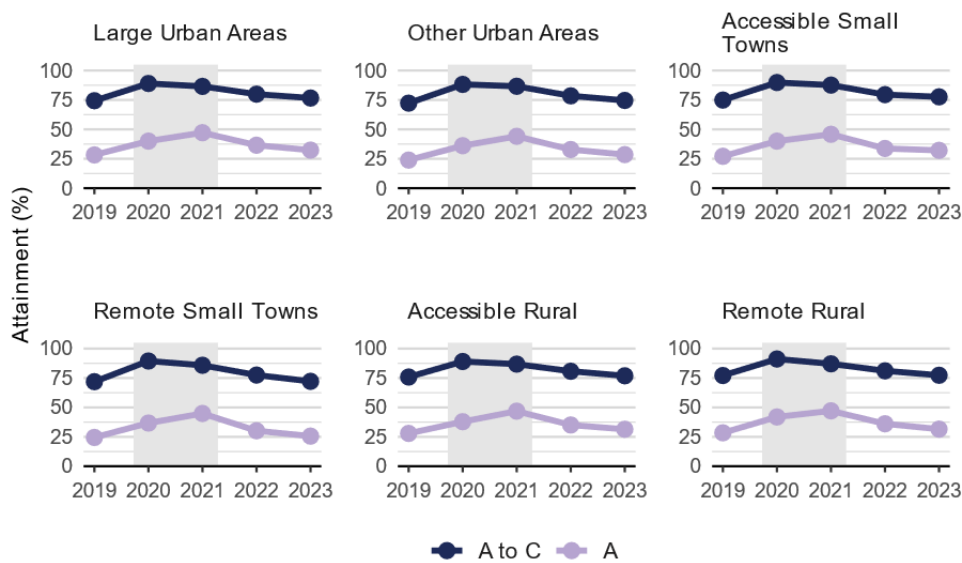 Large Urban Areas
Other Urban Areas
Accessible Small
Towns
100
75
50
25
0
2019 2020 2021 2022 2023
100
75
50
25
0
2019 2020 2021 2022 2023
100
75
50
25
0
2019 2020 2021 2022 2023
Attainment (%)
Remote Small Towns
Accessible Rural
Remote Rural
100
75
50
25
0
2019 2020 2021 2022 2023
100
75
50
25
0
2019 2020 2021 2022 2023
100
75
50
25
0
2019 2020 2021 2022 2023
A to C A